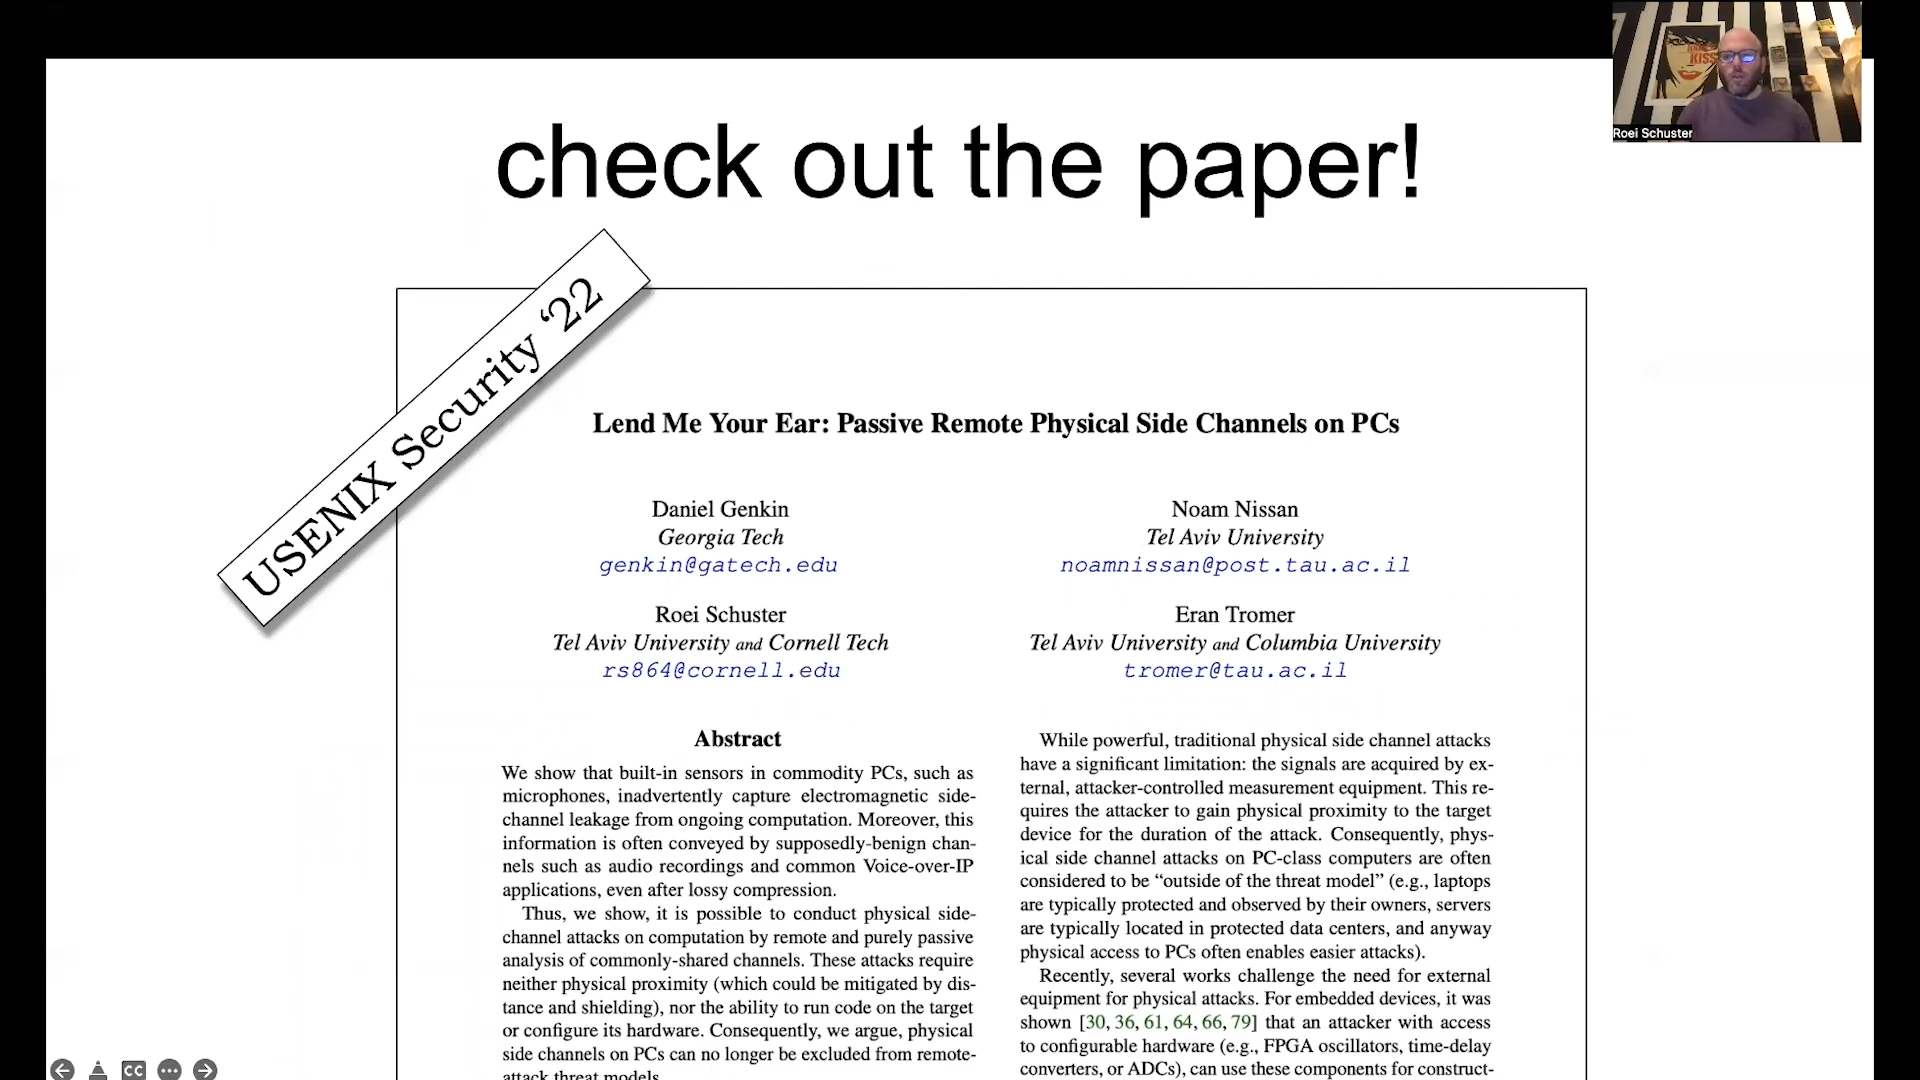 check out the paper!
KISS
Roei Schuster
USENIX Security ‘22
Lend Me Your Ear: Passive Remote Physical Side Channels on PCs
Daniel Genkin
Georgia Tech
genkin@gatech.edu
Noam Nissan
Tel Aviv University
noamnissan@post.tau.ac.il
Roei Schuster
Tel Aviv University and Cornell Tech
rs864@cornell.edu
Eran Tromer
Tel Aviv University and Columbia University
tromer@tau.ac.il
Abstract
We show that built-in sensors in commodity PCs, such as
microphones, inadvertently capture electromagnetic side-
channel leakage from ongoing computation. Moreover, this
information is often conveyed by supposedly-benign chan-
nels such as audio recordings and common Voice-over-IP
applications, even after lossy compression.
Thus, we show, it is possible to conduct physical side-
channel attacks on computation by remote and purely passive
analysis of commonly-shared channels. These attacks require
neither physical proximity (which could be mitigated by dis-
tance and shielding), nor the ability to run code on the target
or configure its hardware. Consequently, we argue, physical
side channels on PCs can no longer be excluded from remote-
attack threat models.
While powerful, traditional physical side channel attacks
have a significant limitation: the signals are acquired by ex-
ternal, attacker-controlled measurement equipment. This re-
quires the attacker to gain physical proximity to the target
device for the duration of the attack. Consequently, phys-
ical side channel attacks on PC-class computers are often
considered to be “outside of the threat model” (e.g., laptops
are typically protected and observed by their owners, servers
are typically located in protected data centers, and anyway
physical access to PCs often enables easier attacks).
Recently, several works challenge the need for external
equipment for physical attacks. For embedded devices, it was
shown [30, 36, 61, 64, 66, 79] that an attacker with access
to configurable hardware (e.g., FPGA oscillators, time-delay
converters, or ADCs), can use these components for construct-
CC